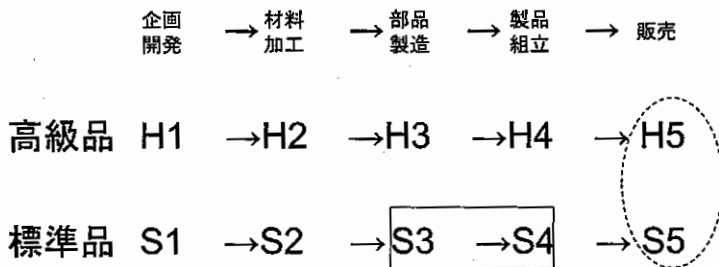 企画開発 → 材料加工 → 部品製造 → 製品組立 → 販売
高級品 H1 → H2 → H3 → H4 → H5
標準品 S1 → S2 → S3 → S4 → S5